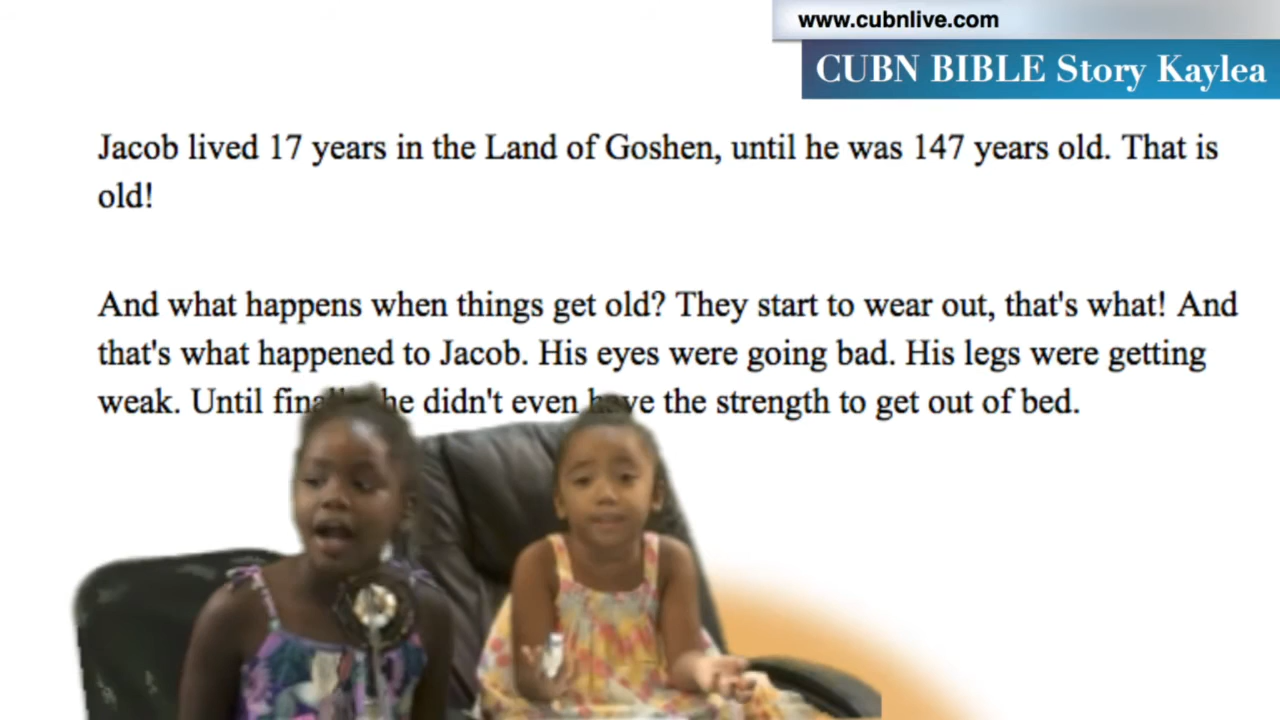 www.cubnlive.com
CUBN BIBLE Story Kaylea
Jacob lived 17 years in the Land of Goshen, until he was 147 years old. That is
old!
And what happens when things get old? They start to wear out, that's what! And
that's what happened to Jacob. His eyes were going bad. His legs were getting
weak. Until finally he didn't even have the strength to get out of bed.